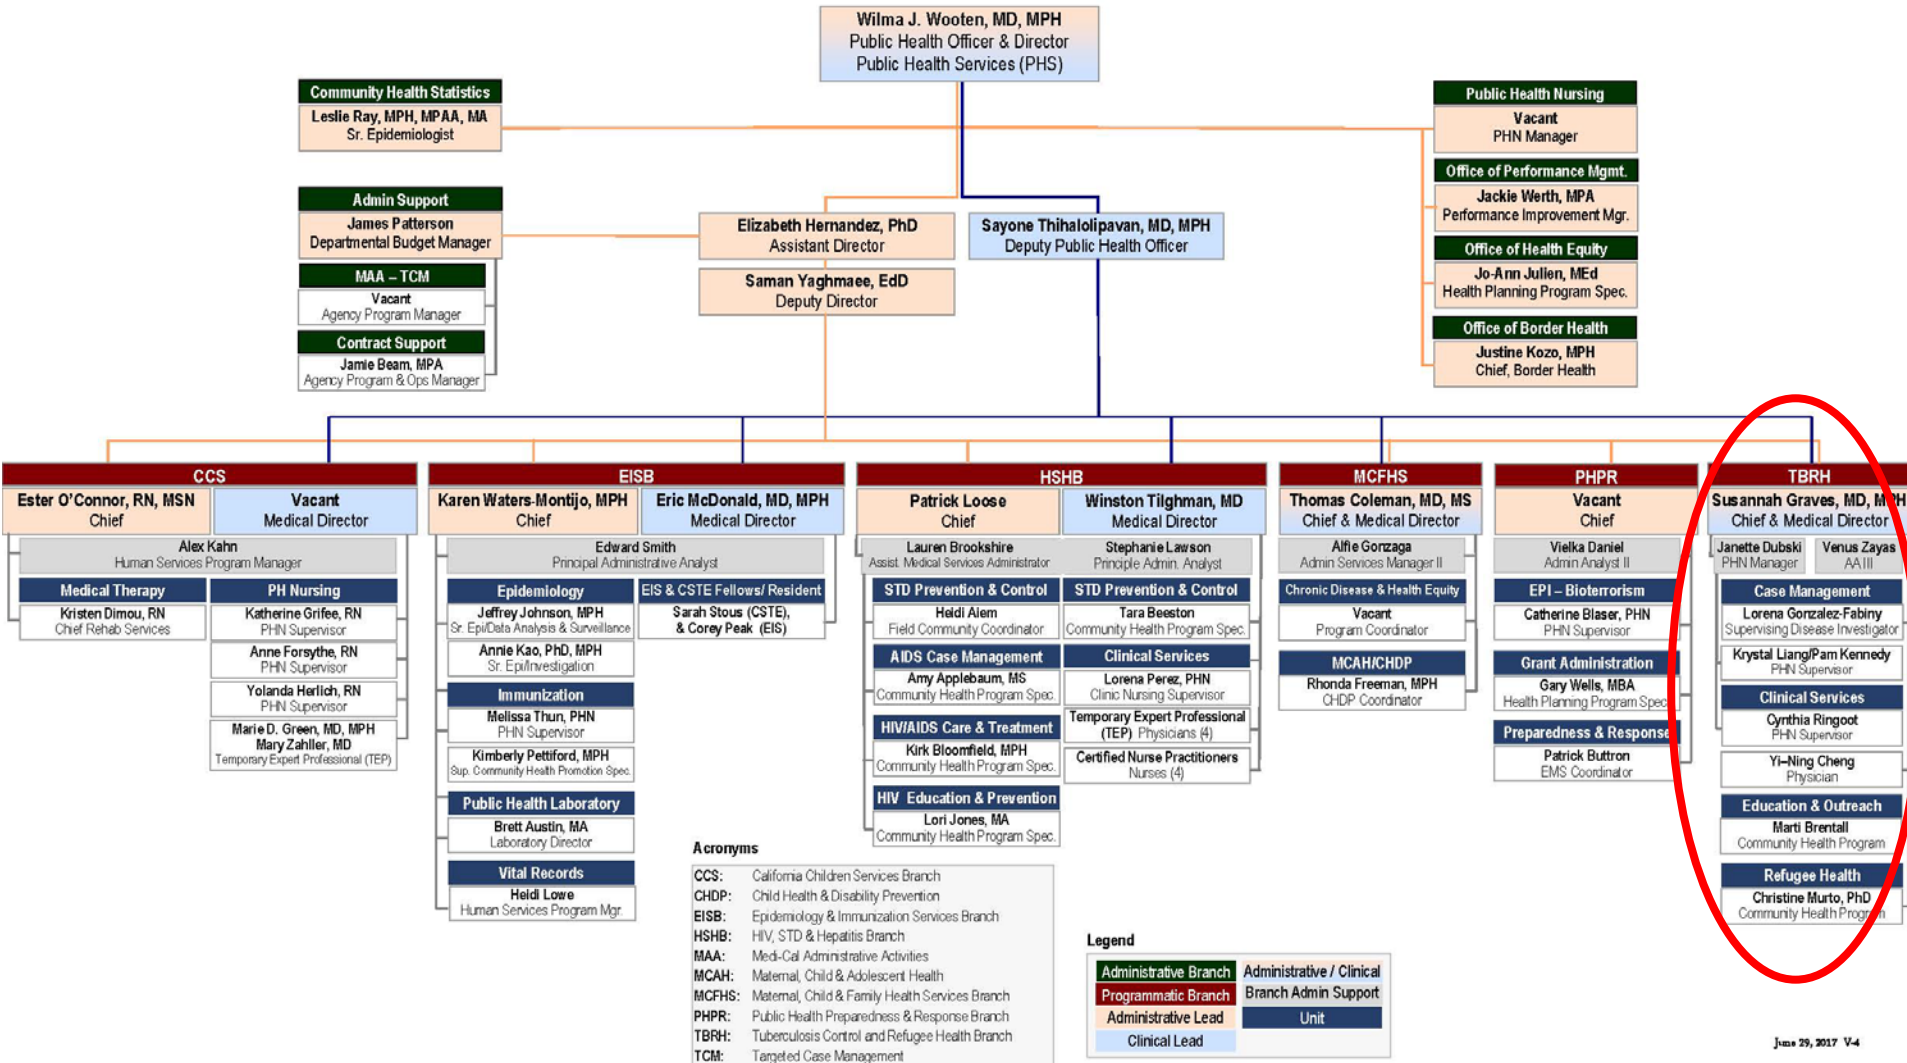 Wilma J. Wooten, MD, MPH
Public Health Officer & Director
Public Health Services (PHS)
Community Health Statistics
Leslie Ray, MPH, MPAA, MA
Sr. Epidemiologist
Public Health Nursing
Vacant
PHN Manager
Office of Performance Mgmt.
Jackie Werth, MPA
Performance Improvement Mgr.
Office of Health Equity
Jo-Ann Julien, MEd
Health Planning Program Spec.
Office of Border Health
Justine Kozo, MPH
Chief, Border Health
Admin Support
James Patterson
Departmental Budget Manager
MAA – TCM
Vacant
Agency Program Manager
Contract Support
Jamie Beam, MPA
Agency Program & Ops Manager
Elizabeth Hernandez, PhD
Assistant Director
Saman Yaghmaee, EdD
Deputy Director
Sayone Thihalolipavan, MD, MPH
Deputy Public Health Officer
CCS
Ester O'Connor, RN, MSN
Chief
Vacant
Medical Director
Alex Kahn
Human Services Program Manager
Medical Therapy
Kristen Dimou, RN
Chief Rehab Services
PH Nursing
Katherine Grifee, RN
PHN Supervisor
Anne Forsythe, RN
PHN Supervisor
Yolanda Herlich, RN
PHN Supervisor
Marie D. Green, MD, MPH
Mary Zahller, MD
Temporary Expert Professional (TEP)
EISB
Karen Waters-Montijo, MPH
Chief
Eric McDonald, MD, MPH
Medical Director
Edward Smith
Principal Administrative Analyst
Epidemiology
Jeffrey Johnson, MPH
Sr. Epi/Data Analysis & Surveillance
Annie Kao, PhD, MPH
Sr. Epi/Investigation
Immunization
Melissa Thun, PHN
PHN Supervisor
Kimberly Pettiford, MPH
Sup. Community Health Promotion Spec.
Public Health Laboratory
Brett Austin, MA
Laboratory Director
Vital Records
Heidi Lowe
Human Services Program Mgr.
EIS & CSTE Fellows/ Resident
Sarah Stous (CSTE),
& Corey Peak (EIS)
HSHB
Patrick Loose
Chief
Winston Tilghman, MD
Medical Director
Lauren Brookshire
Assist. Medical Services Administrator
Stephanie Lawson
Principle Admin. Analyst
STD Prevention & Control
Heidi Aiem
Field Community Coordinator
AIDS Case Management
Amy Applebaum, MS
Community Health Program Spec.
HIV/AIDS Care & Treatment
Kirk Bloomfield, MPH
Community Health Program Spec.
HIV Education & Prevention
Lori Jones, MA
Community Health Program Spec.
STD Prevention & Control
Tara Beeston
Community Health Program Spec.
Clinical Services
Lorena Perez, PHN
Clinic Nursing Supervisor
Temporary Expert Professional
(TEP) Physicians (4)
Certified Nurse Practitioners
Nurses (4)
MCFHS
Thomas Coleman, MD, MS
Chief & Medical Director
Alfie Gonzaga
Admin Services Manager II
Chronic Disease & Health Equity
Vacant
Program Coordinator
MCAH/CHDP
Rhonda Freeman, MPH
CHDP Coordinator
PHPR
Vacant
Chief
Vielka Daniel
Admin Analyst II
EPI – Bioterrorism
Catherine Blaser, PHN
PHN Supervisor
Grant Administration
Gary Wells, MBA
Health Planning Program Spec
Preparedness & Response
Patrick Buttron
EMS Coordinator
TBRH
Susannah Graves, MD, MPH
Chief & Medical Director
Janette Dubski
PHN Manager
Venus Zayas
AA III
Case Management
Lorena Gonzalez-Fabiny
Supervising Disease Investigator
Krystal Liang/Pam Kennedy
PHN Supervisor
Clinical Services
Cynthia Ringoot
PHN Supervisor
Yi–Ning Cheng
Physician
Education & Outreach
Marti Brentall
Community Health Program
Refugee Health
Christine Murto, PhD
Community Health Program
Acronyms
CCS: California Children Services Branch
CHDP: Child Health & Disability Prevention
EISB: Epidemiology & Immunization Services Branch
HSHB: HIV, STD & Hepatitis Branch
MAA: Medi-Cal Administrative Activities
MCAH: Maternal, Child & Adolescent Health
MCFHS: Maternal, Child & Family Health Services Branch
PHPR: Public Health Preparedness & Response Branch
TBRH: Tuberculosis Control and Refugee Health Branch
TCM: Targeted Case Management
Legend
Administrative Branch
Administrative / Clinical
Programmatic Branch
Branch Admin Support
Administrative Lead
Unit
Clinical Lead
June 29, 2017 V-4